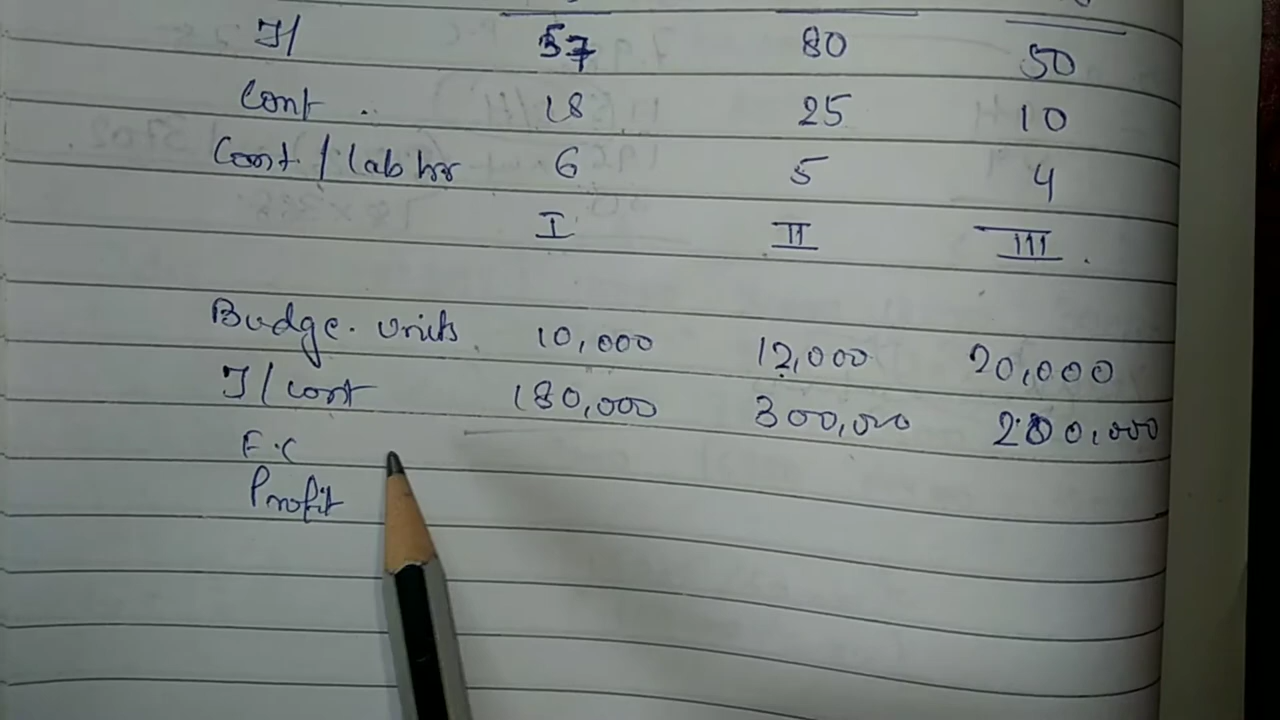 T/ 57 80 50
Cont .. 18 25 10
Cont / lab hr 6 5 4
I II III .
Budge. units 10,000 12,000 20,000
T/cont 180,000 300,000 200,000
F.C
Profit